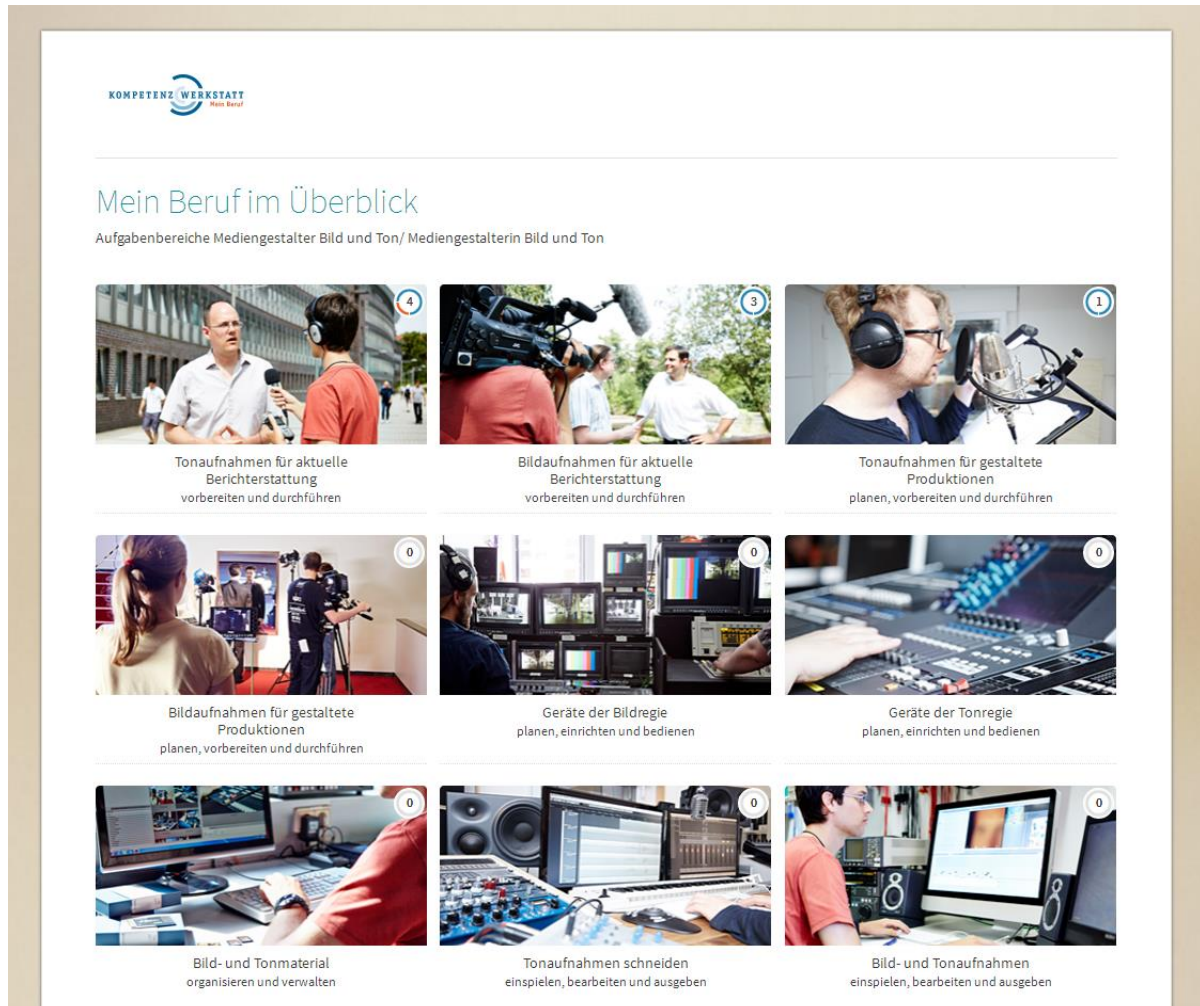 KOMPETENZ WERKSTATT
Mein Beruf
Mein Beruf im Überblick
Aufgabenbereiche Mediengestalter Bild und Ton/ Mediengestalterin Bild und Ton
4
3
1
Tonaufnahmen für aktuelle
Berichterstattung
vorbereiten und durchführen
Bildaufnahmen für aktuelle
Berichterstattung
vorbereiten und durchführen
Tonaufnahmen für gestaltete
Produktionen
planen, vorbereiten und durchführen
0
0
0
Bildaufnahmen für gestaltete
Produktionen
planen, vorbereiten und durchführen
Geräte der Bildregie
planen, einrichten und bedienen
Geräte der Tonregie
planen, einrichten und bedienen
0
0
0
Bild- und Tonmaterial
organisieren und verwalten
Tonaufnahmen schneiden
einspielen, bearbeiten und ausgeben
Bild- und Tonaufnahmen
einspielen, bearbeiten und ausgeben